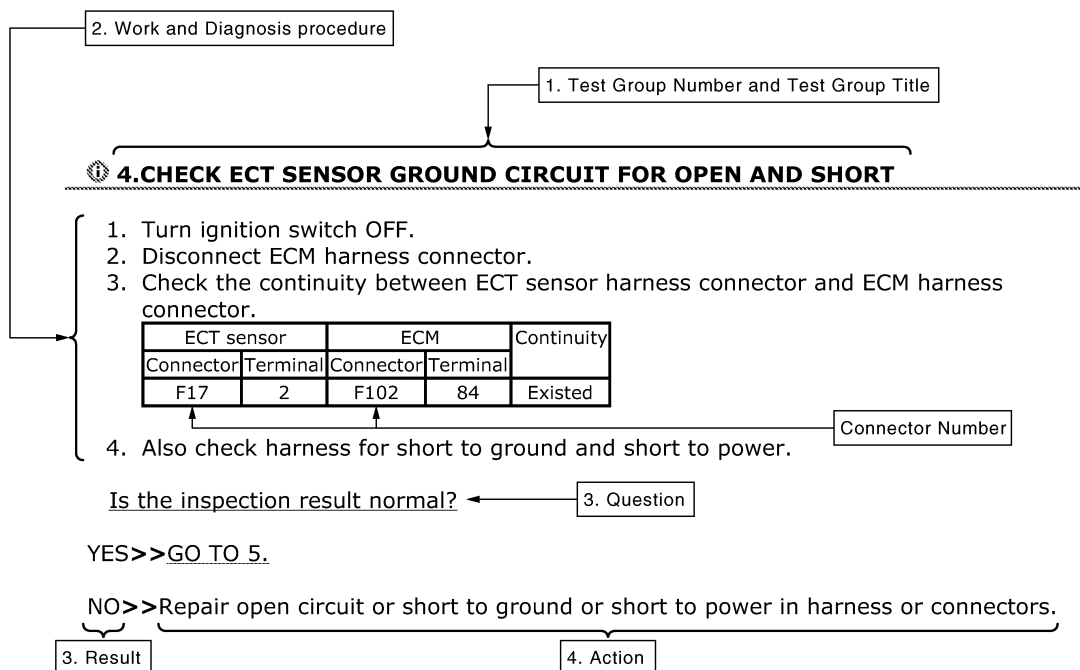 2. Work and Diagnosis procedure
1. Test Group Number and Test Group Title
4.CHECK ECT SENSOR GROUND CIRCUIT FOR OPEN AND SHORT
1. Turn ignition switch OFF.
2. Disconnect ECM harness connector.
3. Check the continuity between ECT sensor harness connector and ECM harness
connector.
ECT sensor ECM Continuity
Connector Terminal Connector Terminal
F17 2 F102 84 Existed
Connector Number
4. Also check harness for short to ground and short to power.
Is the inspection result normal? 3. Question
YES>>GO TO 5.
NO>>Repair open circuit or short to ground or short to power in harness or connectors.
3. Result 4. Action